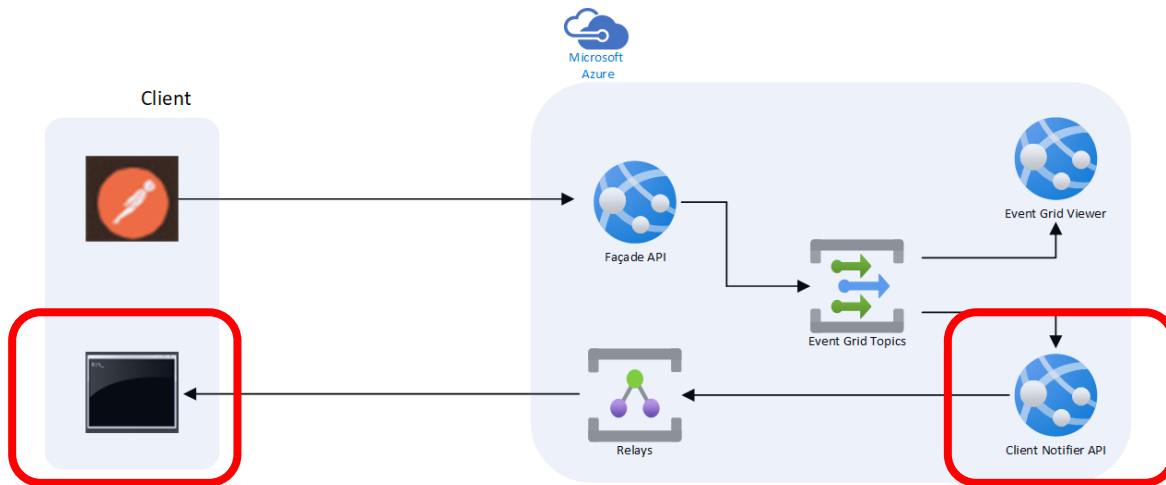 Microsoft
Azure
Client
Event Grid Viewer
Façade API
Event Grid Topics
Relays
Client Notifier API